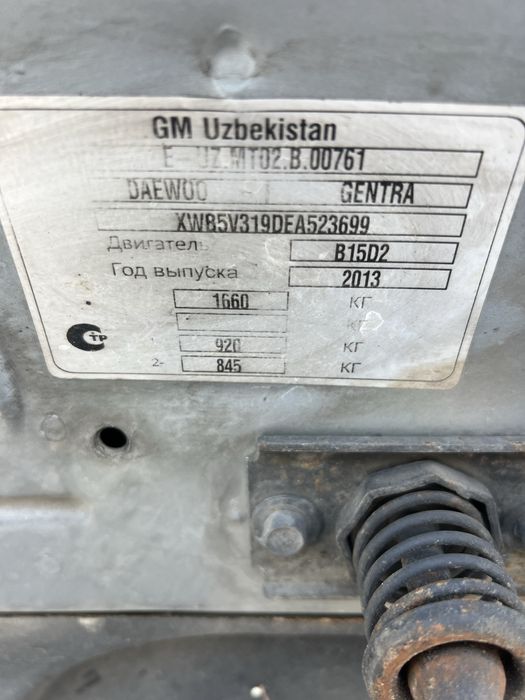 GM Uzbekistan
E - UZ.MT02.B.00761
DAEWOO GENTRA
XWB5V319DEA523699
Двигатель B15D2
Год выпуска 2013
1660 КГ
КГ
920 КГ
2- 845 КГ
СТР